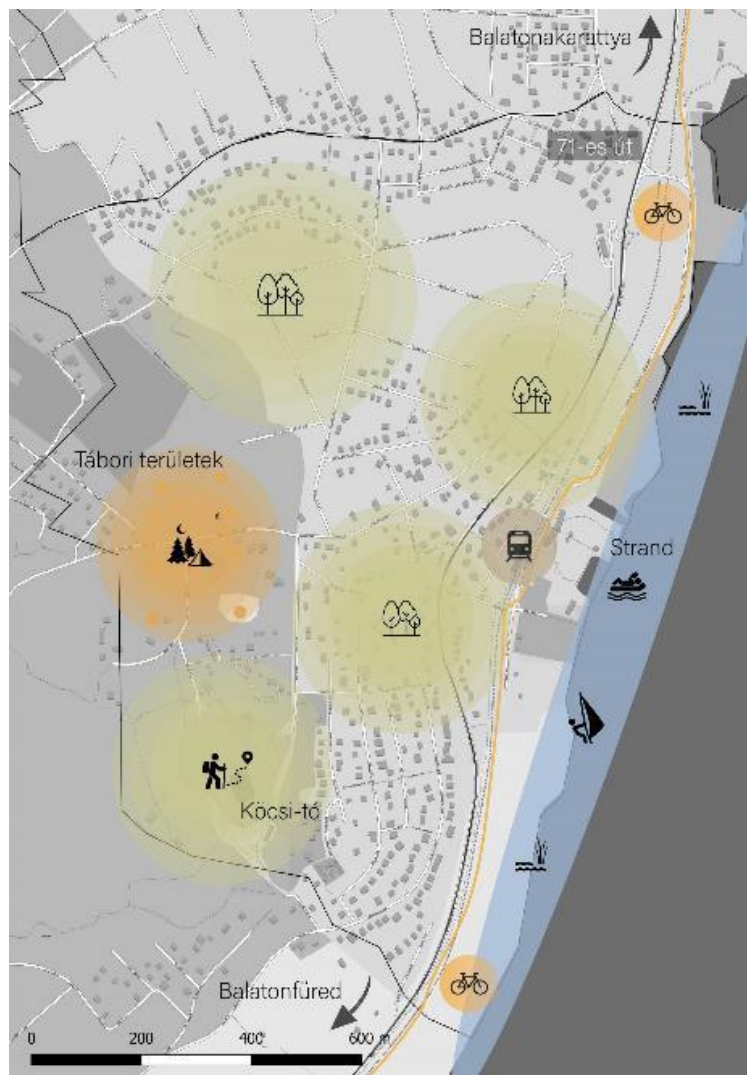 Balatonakarattya
71-es út
Tábori területek
Strand
Köcsi-tó
Balatonfüred
0 200 400 600 m